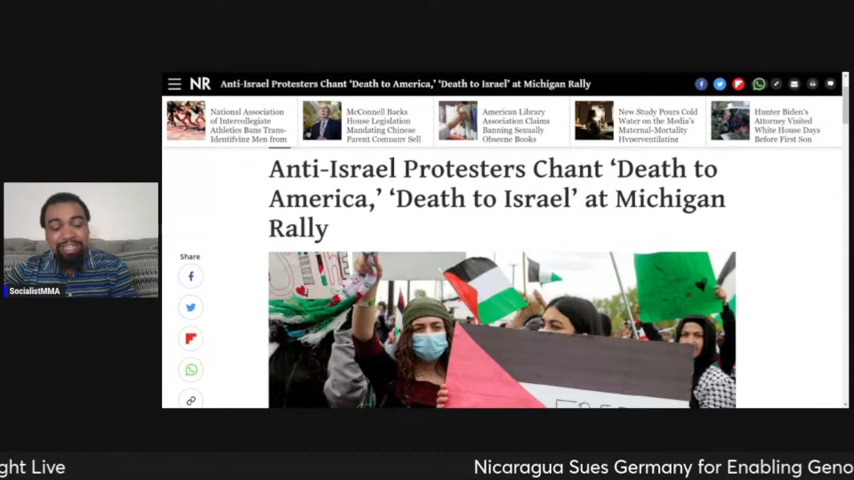 NR Anti-Israel Protesters Chant ‘Death to America,’ ‘Death to Israel’ at Michigan Rally
National Association
of Intercollegiate
Athletics Bans Trans-
Identifying Men from
McConnell Backs
House Legislation
Mandating Chinese
Parent Company Sell
American Library
Association Claims
Banning Sexually
Obscene Books
New Study Pours Cold
Water on the Media's
Maternal-Mortality
Hyperventilating
Hunter Biden's
Attorney Visited
White House Days
Before First Son
Anti-Israel Protesters Chant ‘Death to
America,’ ‘Death to Israel’ at Michigan
Rally
Share
SocialistMMA
ght Live
Nicaragua Sues Germany for Enabling Geno